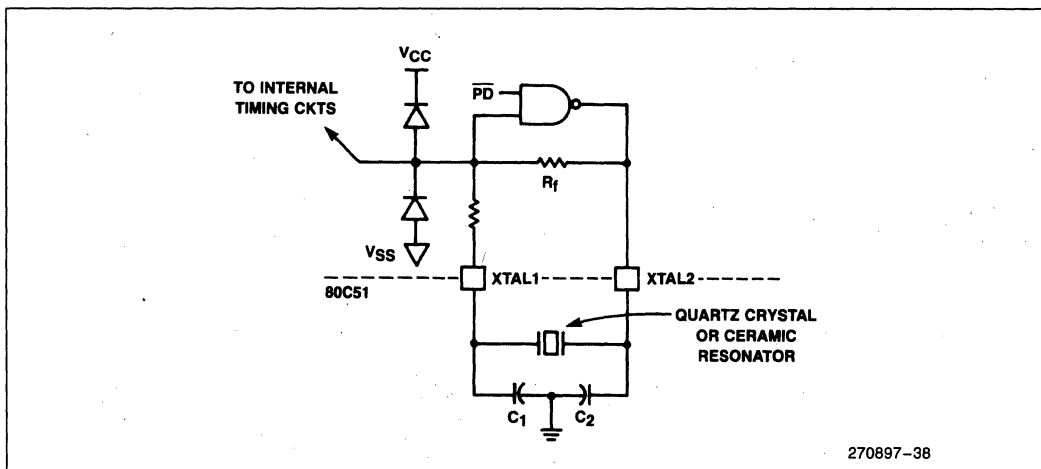 VCC
TO INTERNAL
TIMING CKTS
PD
Rf
VSS
XTAL1
XTAL2
80C51
QUARTZ CRYSTAL
OR CERAMIC
RESONATOR
C1
C2
270897-38